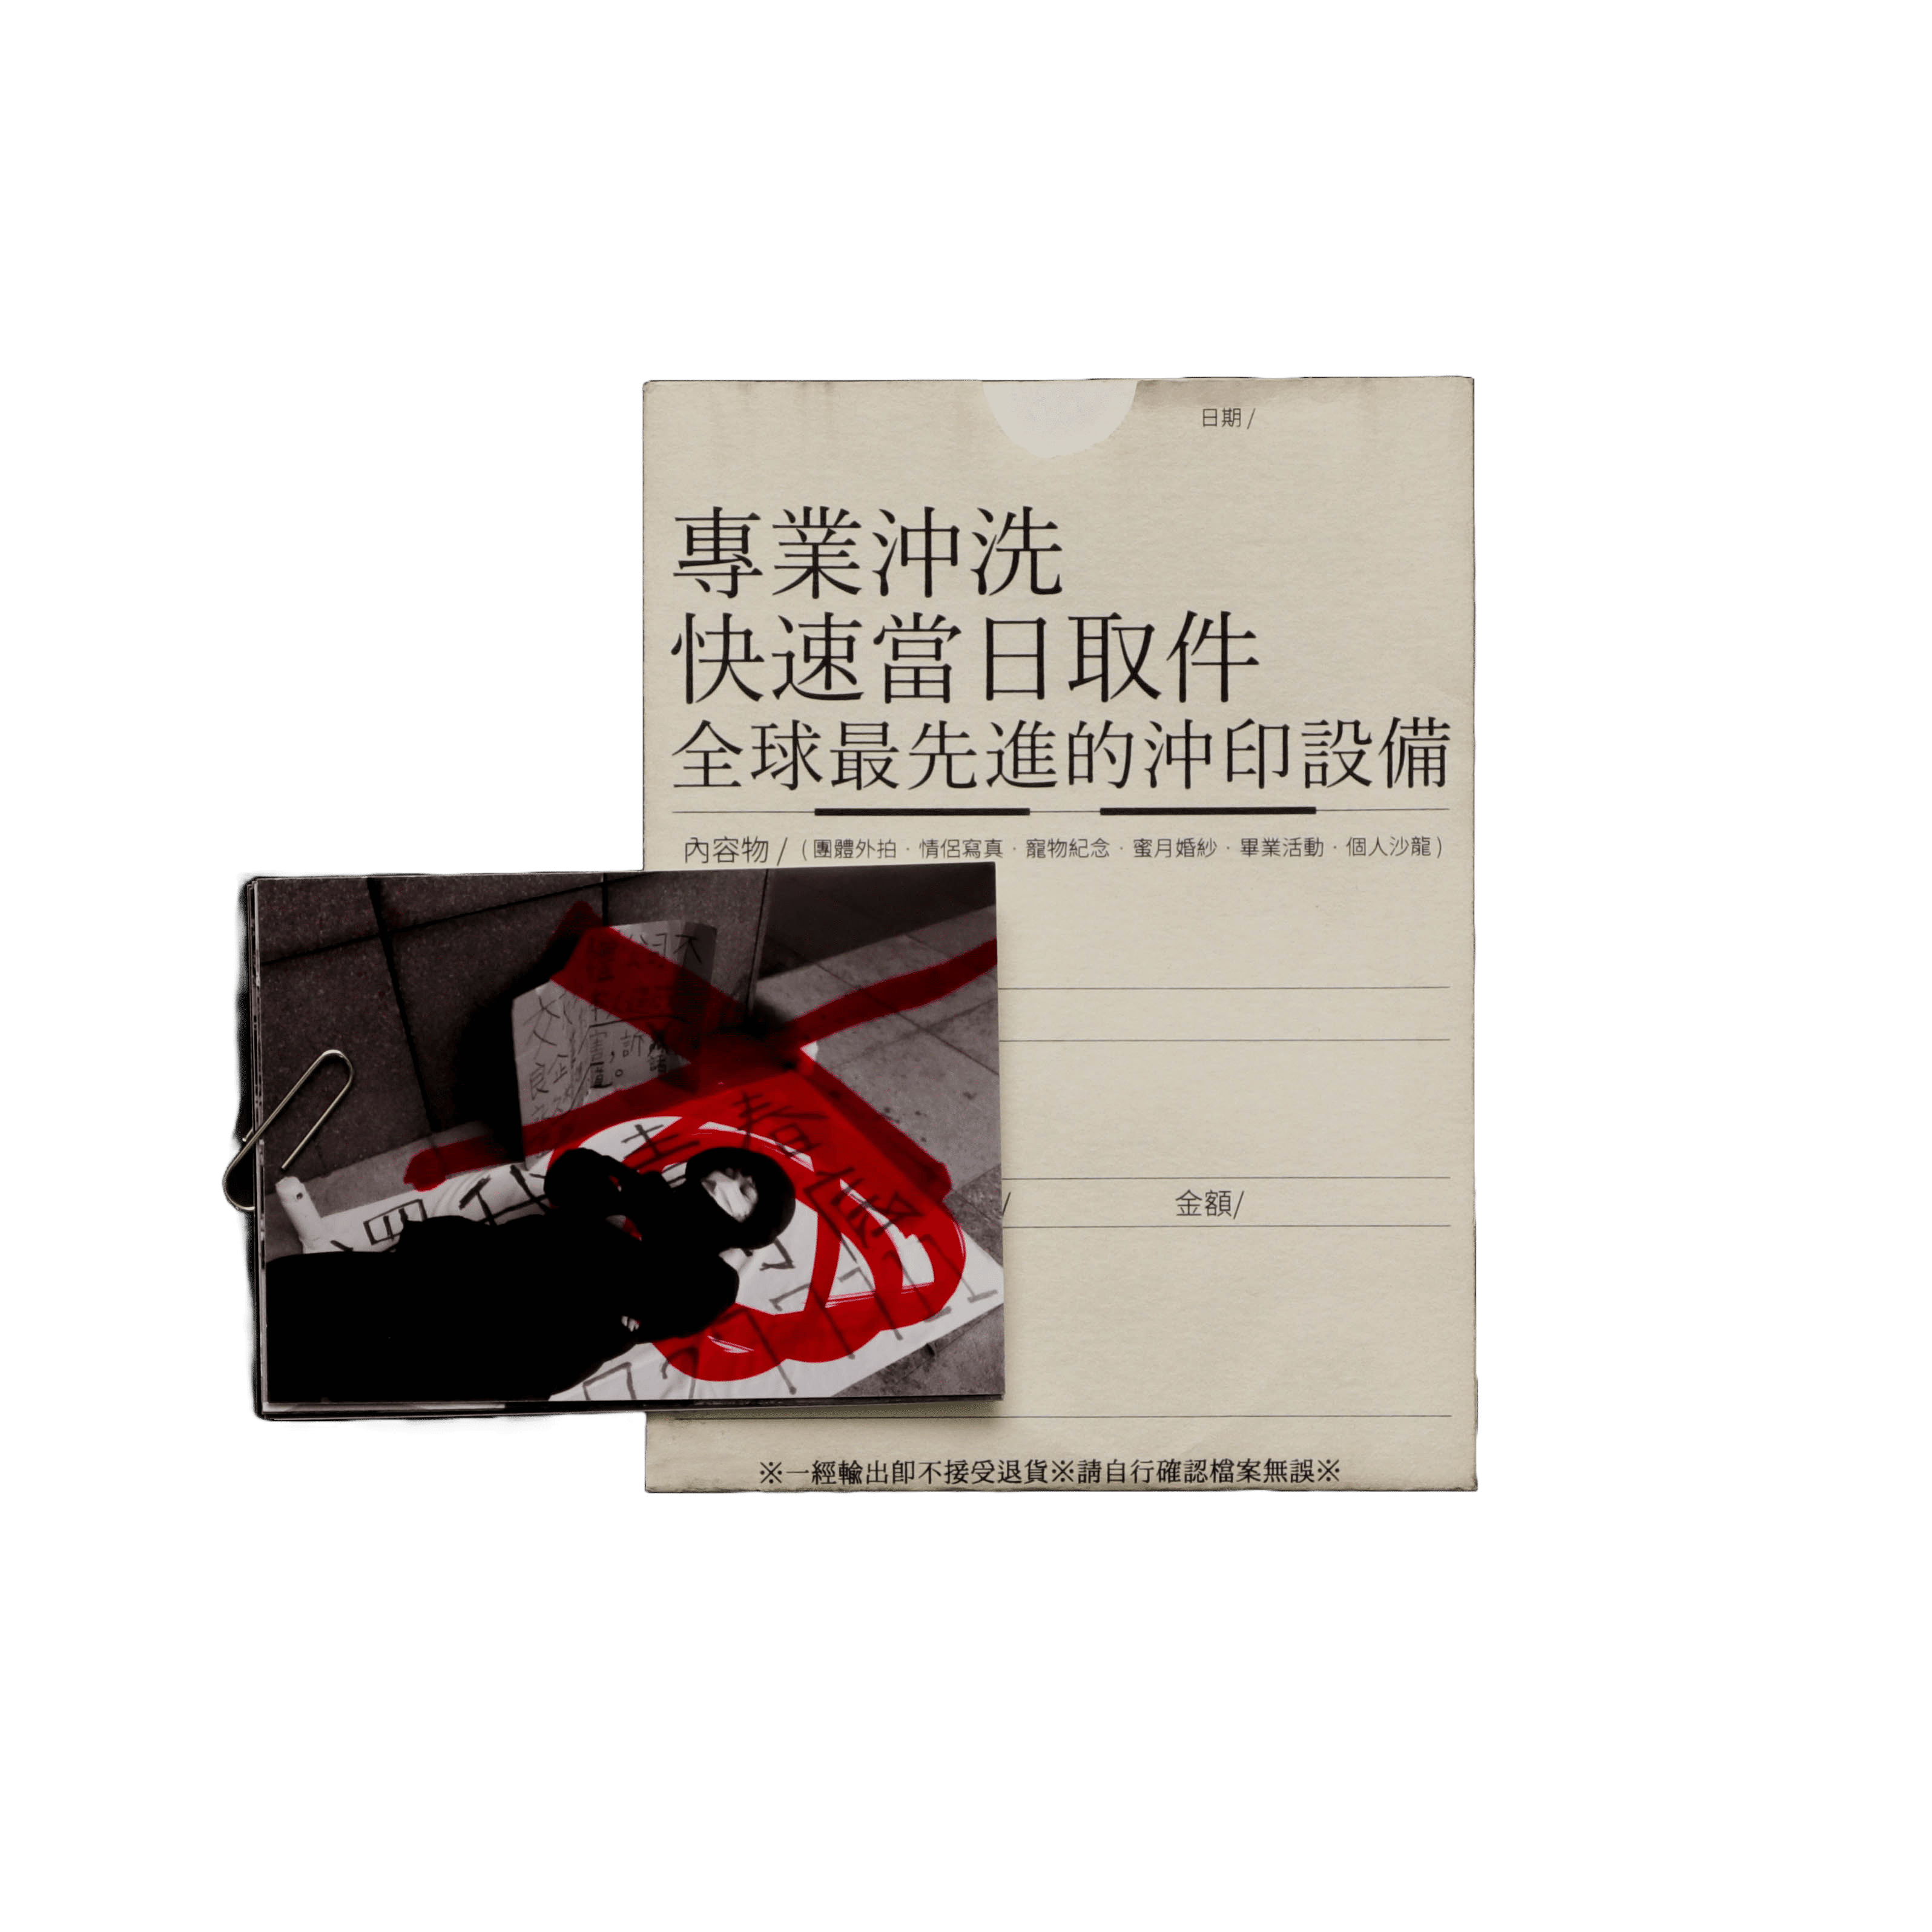 日期 /
專業沖洗
快速當日取件
全球最先進的沖印設備
內容物 / ( 團體外拍 · 情侶寫真 · 寵物紀念 · 蜜月婚紗 · 畢業活動 · 個人沙龍 )
/ 金額/
※一經輸出即不接受退貨※請自行確認檔案無誤※